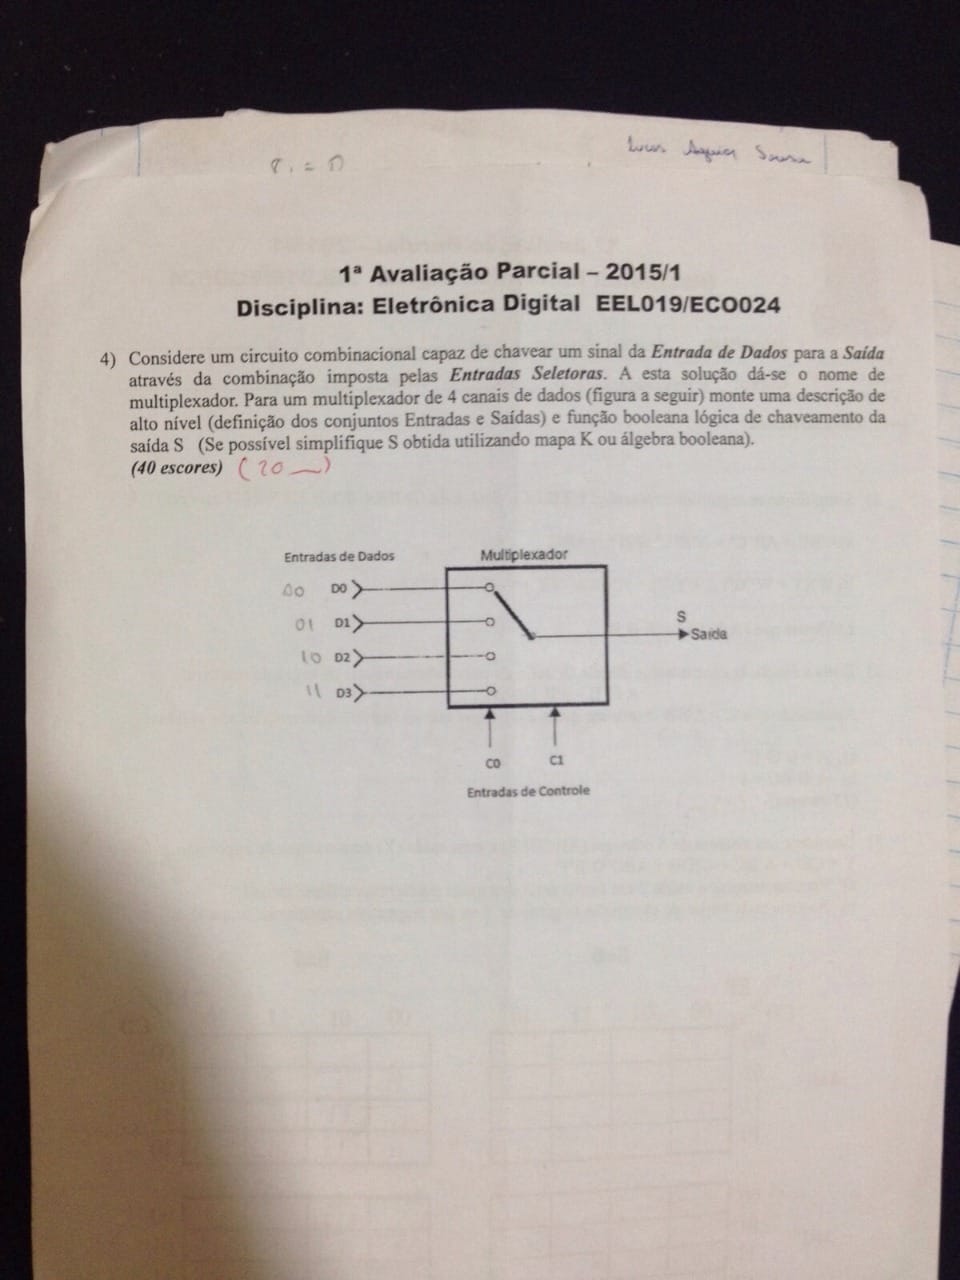 Lucas Aguiar Sousa
1ª Avaliação Parcial – 2015/1
Disciplina: Eletrônica Digital EEL019/ECO024
4) Considere um circuito combinacional capaz de chavear um sinal da Entrada de Dados para a Saída
através da combinação imposta pelas Entradas Seletoras. A esta solução dá-se o nome de
multiplexador. Para um multiplexador de 4 canais de dados (figura a seguir) monte uma descrição de
alto nível (definição dos conjuntos Entradas e Saídas) e função booleana lógica de chaveamento da
saída S (Se possível simplifique S obtida utilizando mapa K ou álgebra booleana).
(40 escores) (20
Entradas de Dados Multiplexador
00 D0
01 D1
10 D2
11 D3
S
Saida
C0 C1
Entradas de Controle